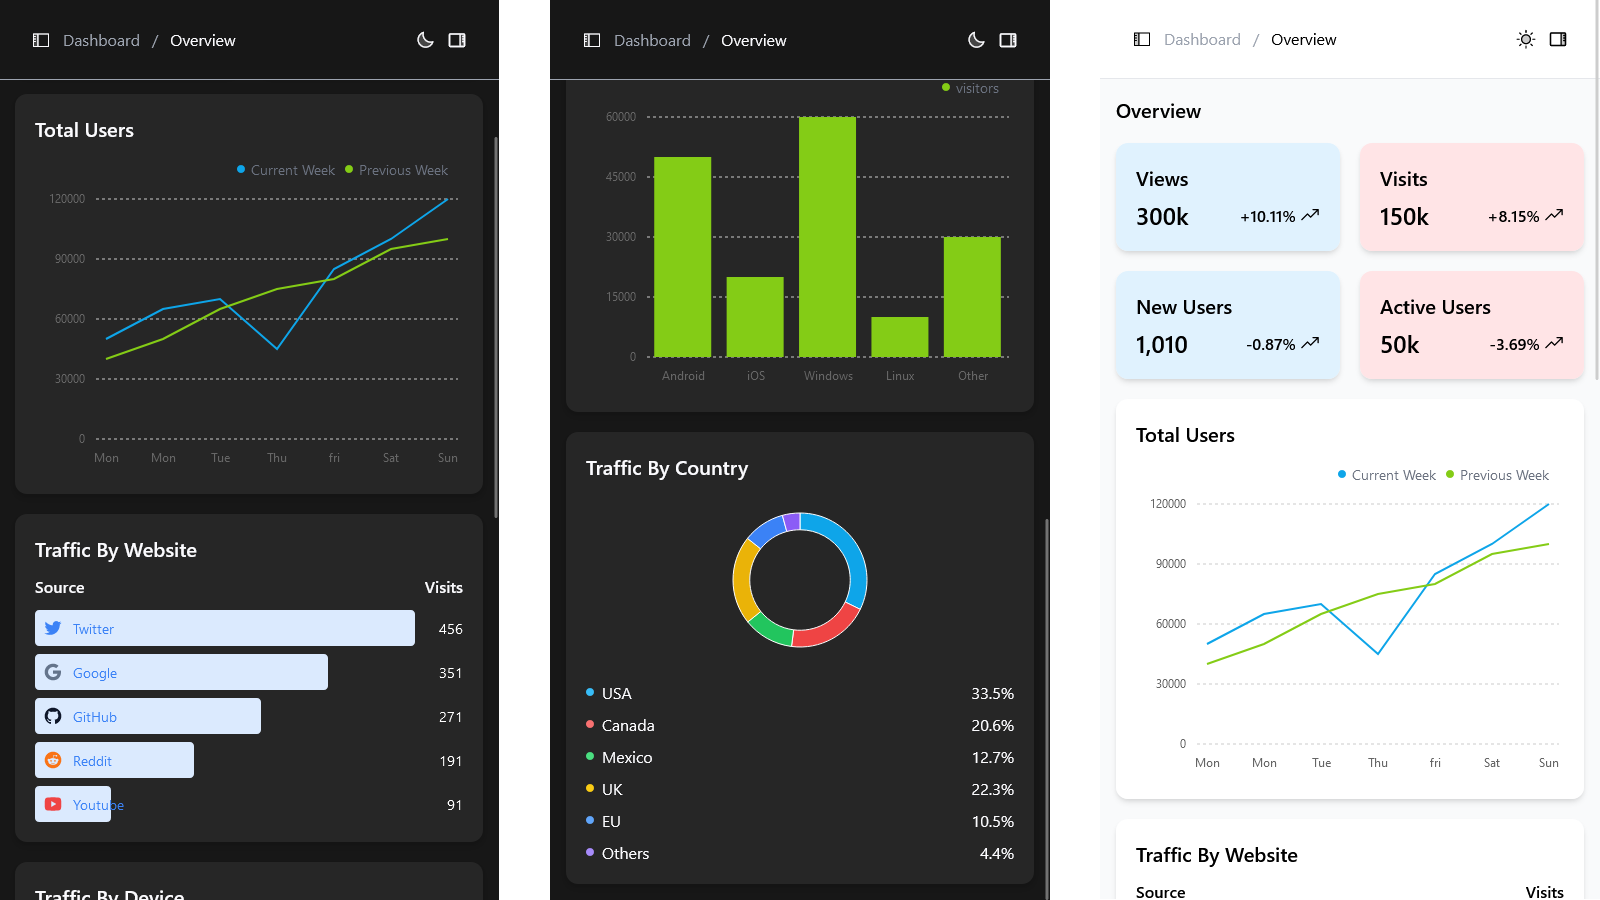 Dashboard / Overview
Total Users
Current Week Previous Week
120000
90000
60000
30000
0
Mon Mon Tue Thu fri Sat Sun
Traffic By Website
Source Visits
Twitter 456
Google 351
GitHub 271
Reddit 191
Youtube 91
Traffic By Device
Dashboard / Overview
visitors
60000
45000
30000
15000
0
Android iOS Windows Linux Other
Traffic By Country
USA 33.5%
Canada 20.6%
Mexico 12.7%
UK 22.3%
EU 10.5%
Others 4.4%
Dashboard / Overview
Overview
Views
300k +10.11%
Visits
150k +8.15%
New Users
1,010 -0.87%
Active Users
50k -3.69%
Total Users
Current Week Previous Week
120000
90000
60000
30000
0
Mon Mon Tue Thu fri Sat Sun
Traffic By Website
Source Visits